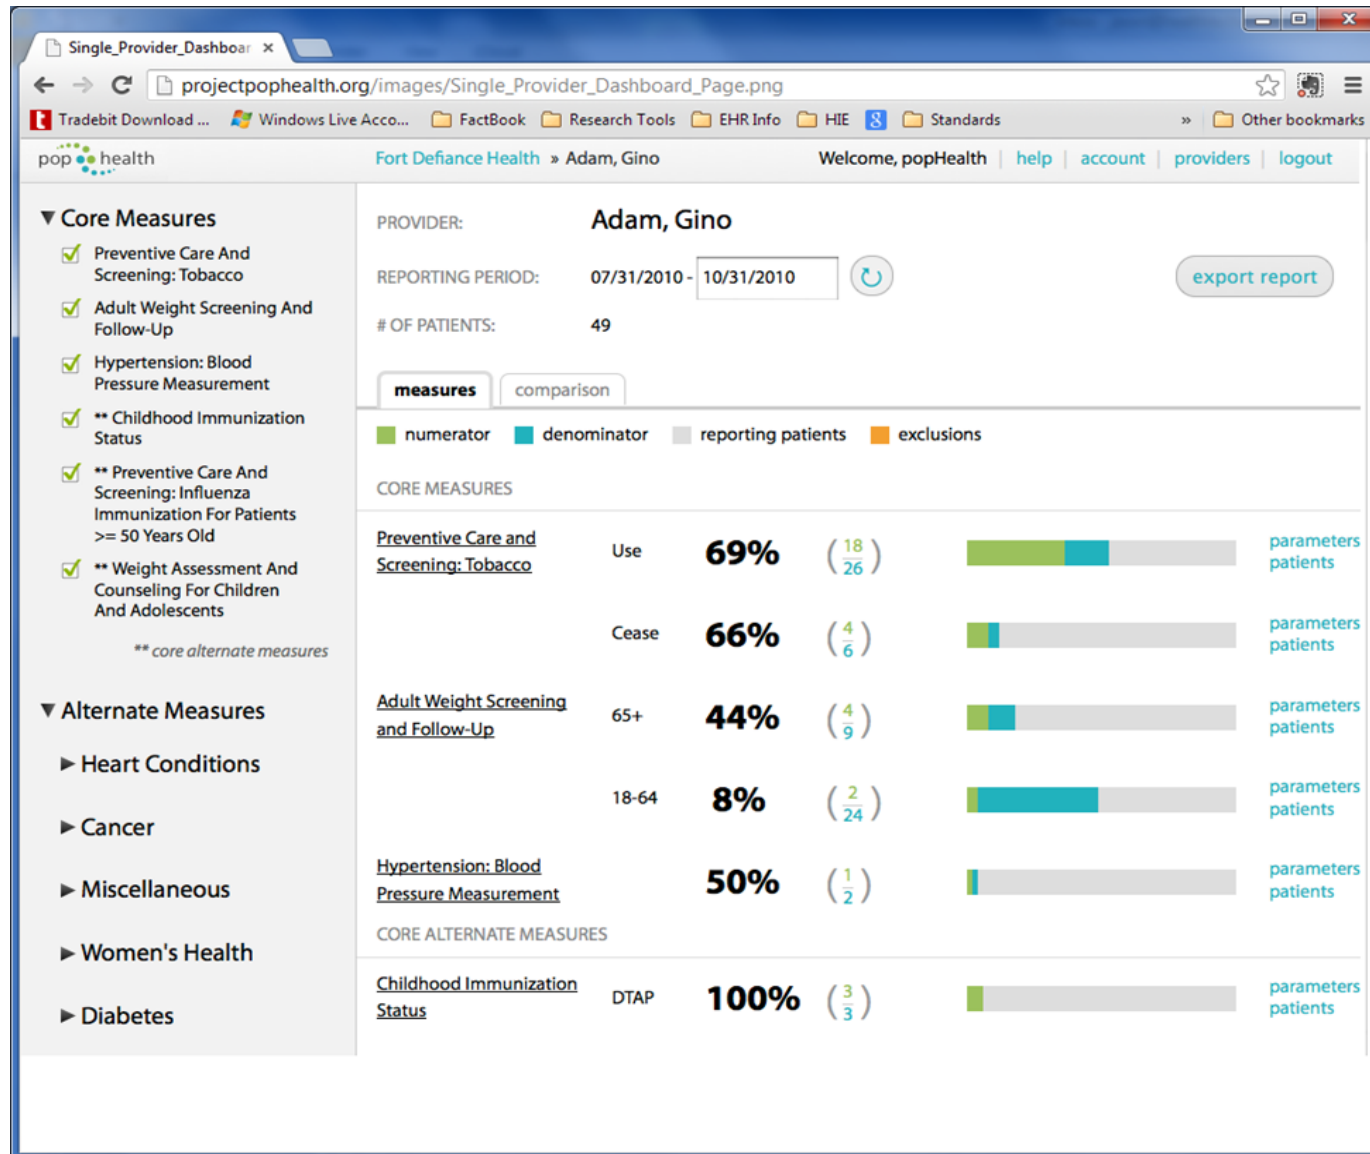 Single_Provider_Dashboar
projectpophealth.org/images/Single_Provider_Dashboard_Page.png
Tradebit Download ... Windows Live Acco... FactBook Research Tools EHR Info HIE 8 Standards » Other bookmarks
pop health Fort Defiance Health » Adam, Gino Welcome, popHealth | help | account | providers | logout
Core Measures
Preventive Care And
Screening: Tobacco
Adult Weight Screening And
Follow-Up
Hypertension: Blood
Pressure Measurement
** Childhood Immunization
Status
** Preventive Care And
Screening: Influenza
Immunization For Patients
>= 50 Years Old
** Weight Assessment And
Counseling For Children
And Adolescents
** core alternate measures
Alternate Measures
Heart Conditions
Cancer
Miscellaneous
Women's Health
Diabetes
PROVIDER: Adam, Gino
REPORTING PERIOD: 07/31/2010 - 10/31/2010 export report
# OF PATIENTS: 49
measures comparison
numerator denominator reporting patients exclusions
CORE MEASURES
Preventive Care and
Screening: Tobacco
Use 69% (18/26)
parameters
patients
Cease 66% (4/6)
parameters
patients
Adult Weight Screening
and Follow-Up
65+ 44% (4/9)
parameters
patients
18-64 8% (2/24)
parameters
patients
Hypertension: Blood
Pressure Measurement
50% (1/2)
parameters
patients
CORE ALTERNATE MEASURES
Childhood Immunization
Status
DTAP 100% (3/3)
parameters
patients